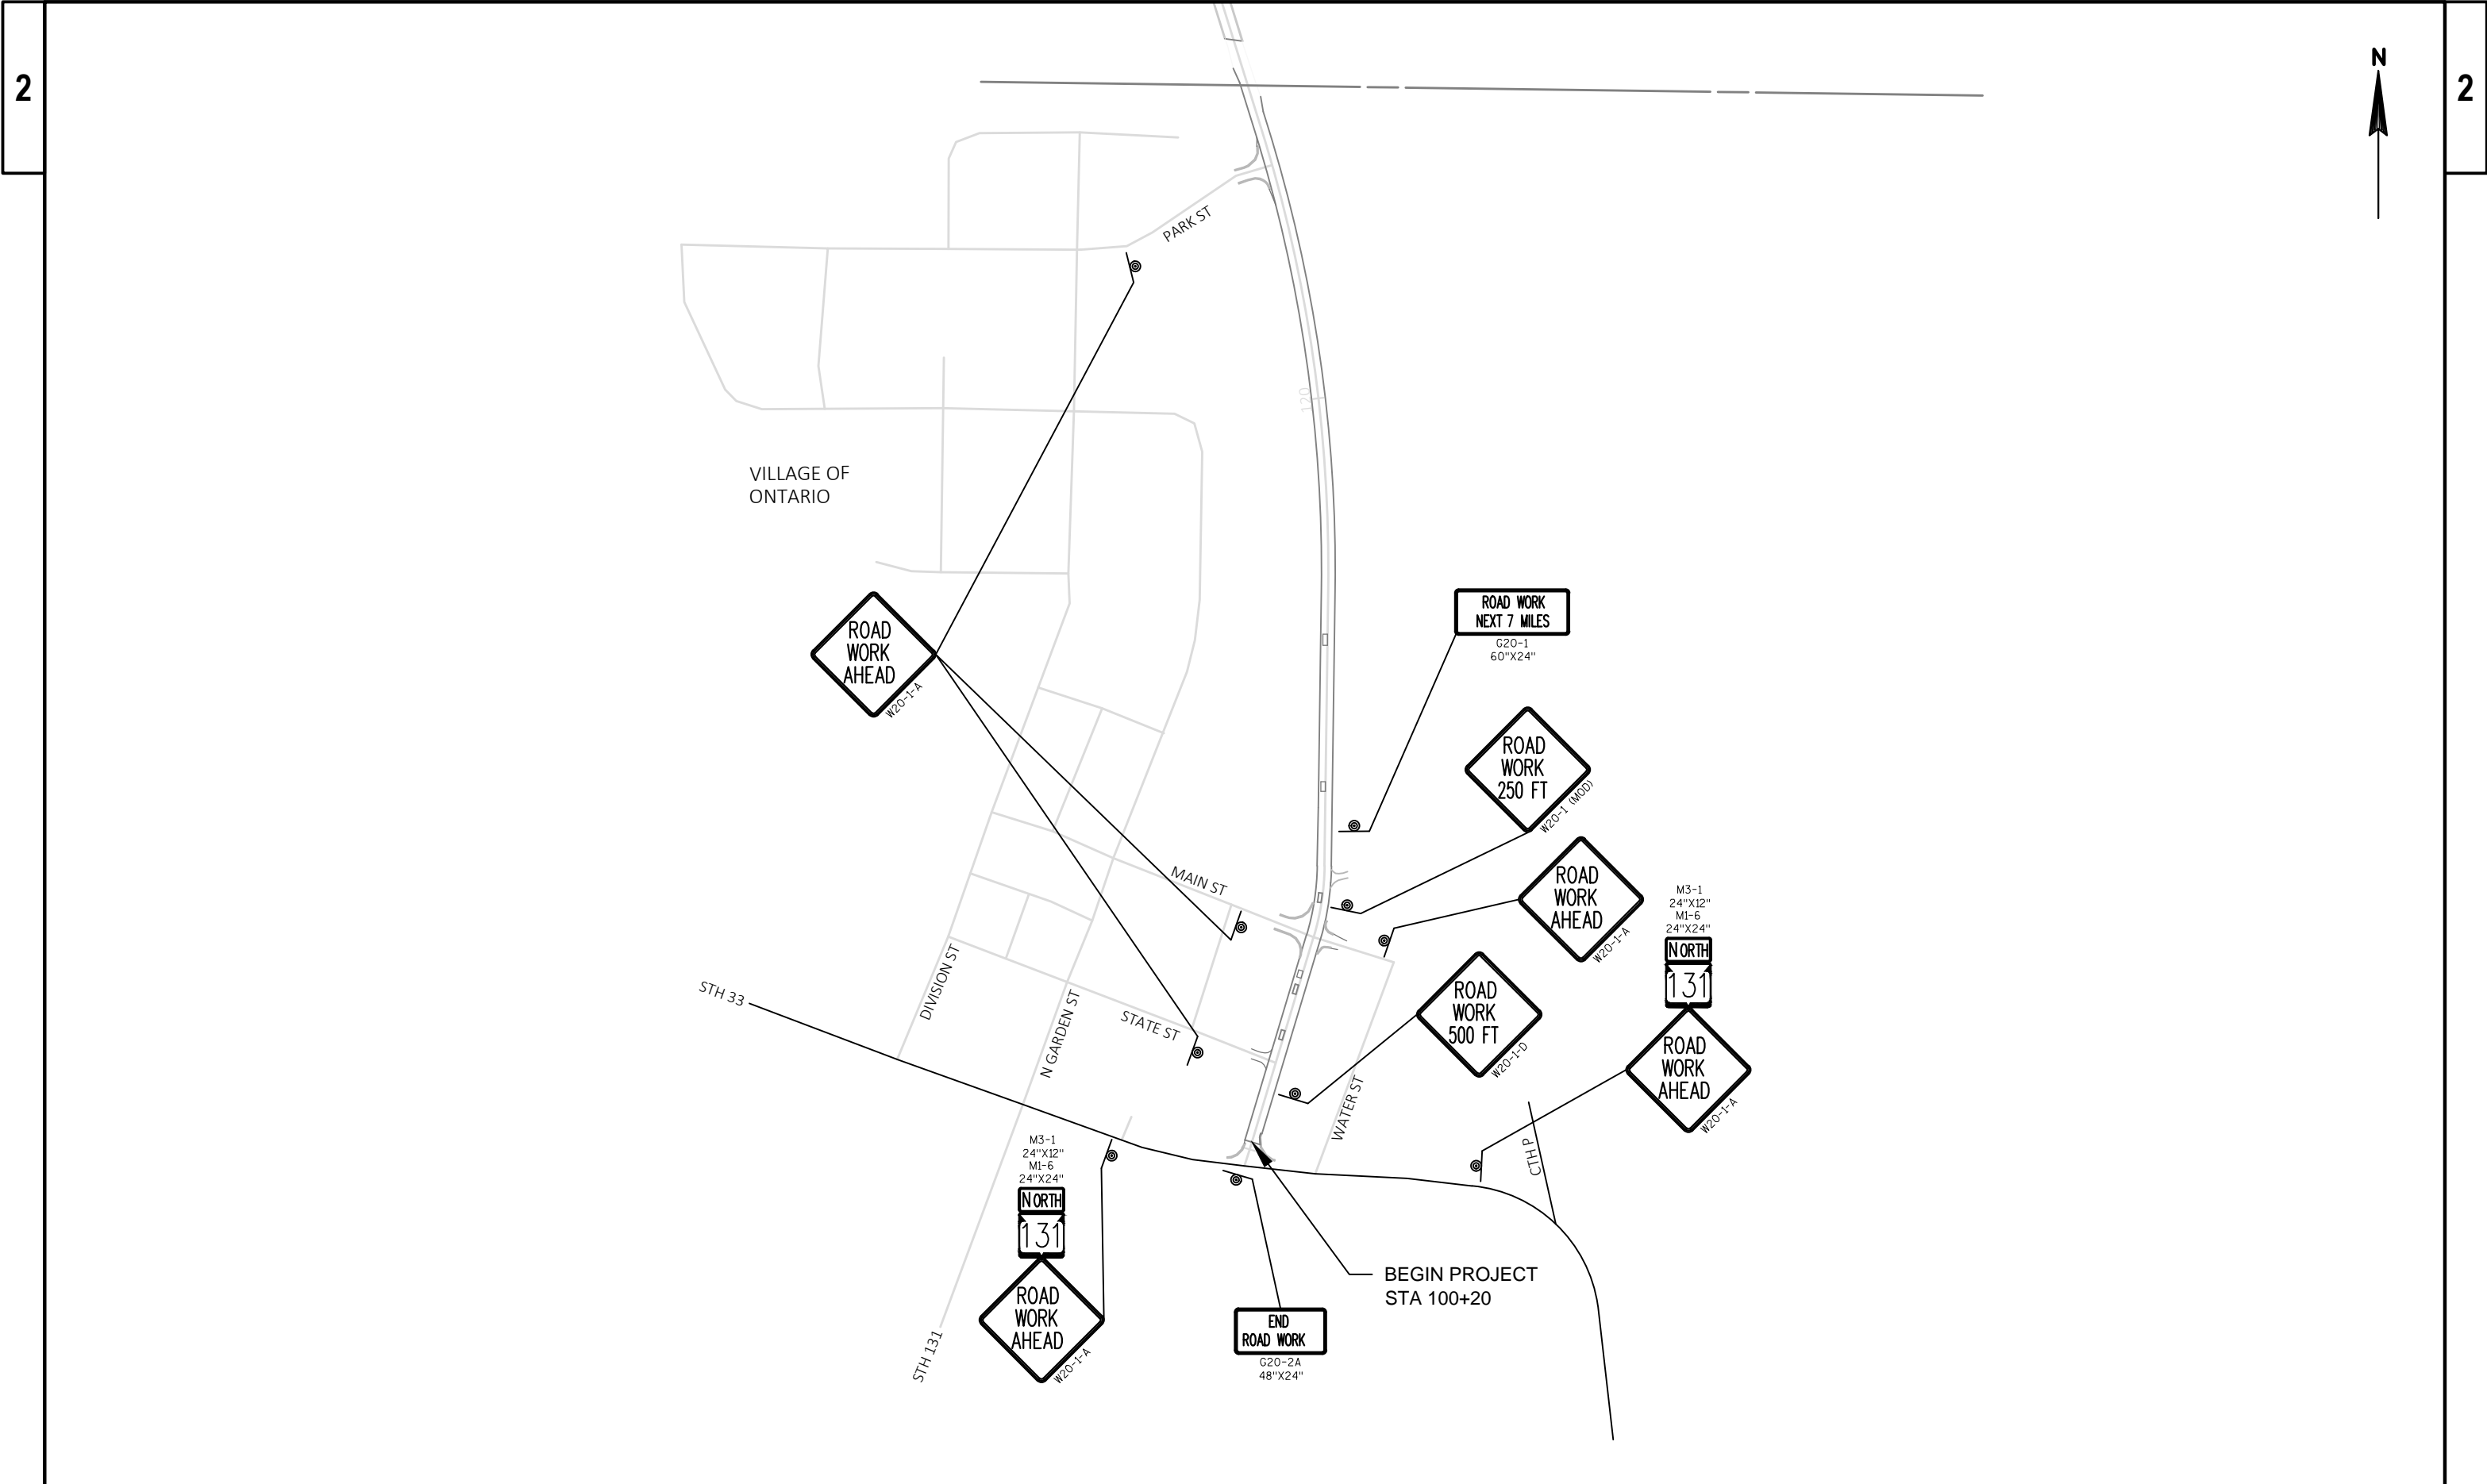 2
N
2
PARK ST
120
VILLAGE OF
ONTARIO
ROAD
WORK
AHEAD
W20-1-A
ROAD WORK
NEXT 7 MILES
G20-1
60"X24"
ROAD
WORK
250 FT
W20-1 (MOD)
MAIN ST
ROAD
WORK
AHEAD
W20-1-A
M3-1
24"X12"
M1-6
24"X24"
NORTH
131
ROAD
WORK
AHEAD
W20-1-A
STH 33
DIVISION ST
N GARDEN ST
STATE ST
ROAD
WORK
500 FT
W20-1-D
WATER ST
CTH P
M3-1
24"X12"
M1-6
24"X24"
NORTH
131
ROAD
WORK
AHEAD
W20-1-A
STH 131
BEGIN PROJECT
STA 100+20
END
ROAD WORK
G20-2A
48"X24"